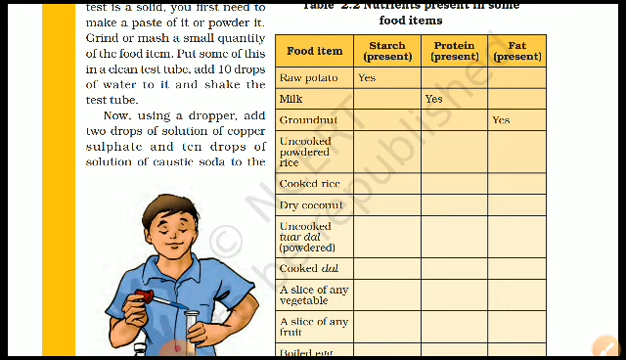 test is a solid, you first need to
make a paste of it or powder it.
Grind or mash a small quantity
of the food item. Put some of this
in a clean test tube, add 10 drops
of water to it and shake the
test tube.
Now, using a dropper, add
two drops of solution of copper
sulphate and ten drops of
solution of caustic soda to the
Table 2.2 Nutrients present in some
food items
Food item Starch (present) Protein (present) Fat (present)
Raw potato Yes
Milk Yes
Groundnut Yes
Uncooked
powdered
rice
Cooked rice
Dry coconut
Uncooked
tuar dal
(powdered)
Cooked dal
A slice of any
vegetable
A slice of any
fruit
Boiled egg
© NCERT
be republished